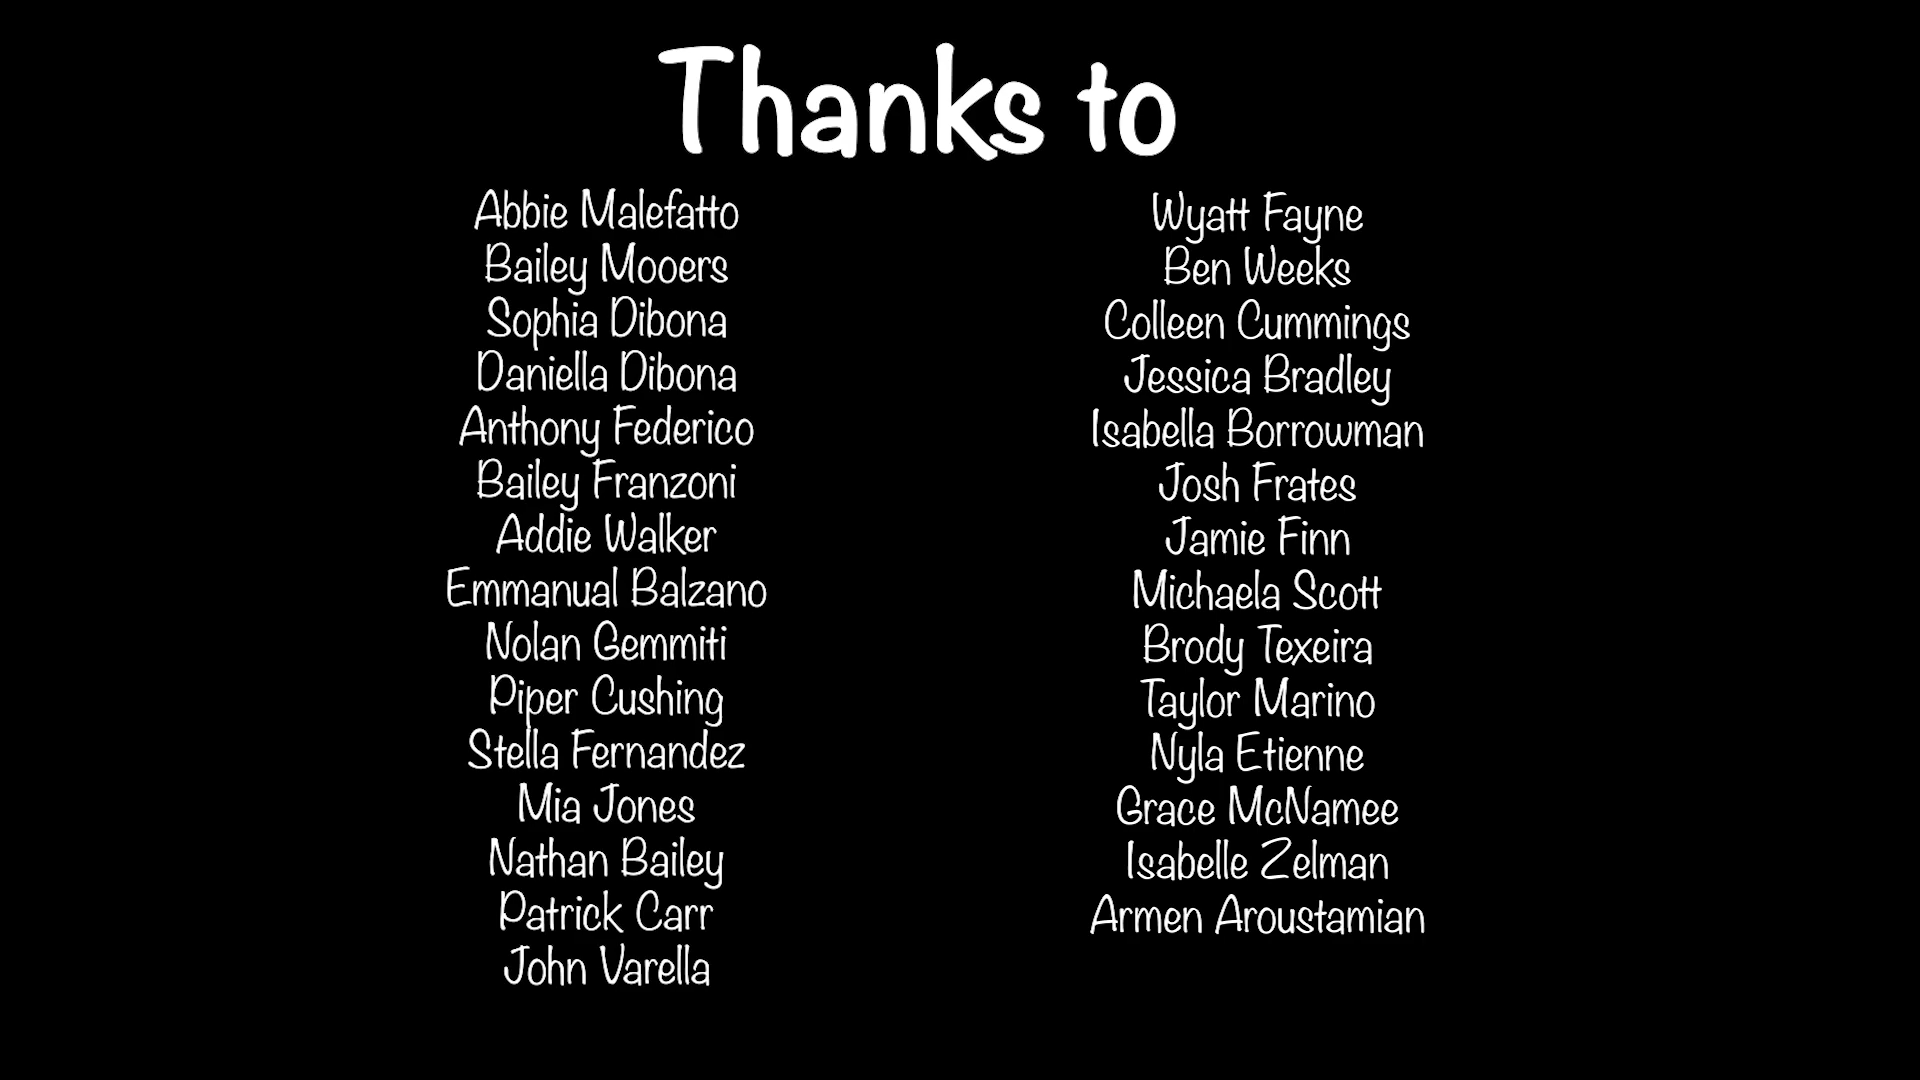 Thanks to
Abbie Malefatto
Bailey Mooers
Sophia Dibona
Daniella Dibona
Anthony Federico
Bailey Franzoni
Addie Walker
Emmanual Balzano
Nolan Gemmiti
Piper Cushing
Stella Fernandez
Mia Jones
Nathan Bailey
Patrick Carr
John Varella
Wyatt Fayne
Ben Weeks
Colleen Cummings
Jessica Bradley
Isabella Borrowman
Josh Frates
Jamie Finn
Michaela Scott
Brody Texeira
Taylor Marino
Nyla Etienne
Grace McNamee
Isabelle Zelman
Armen Aroustamian